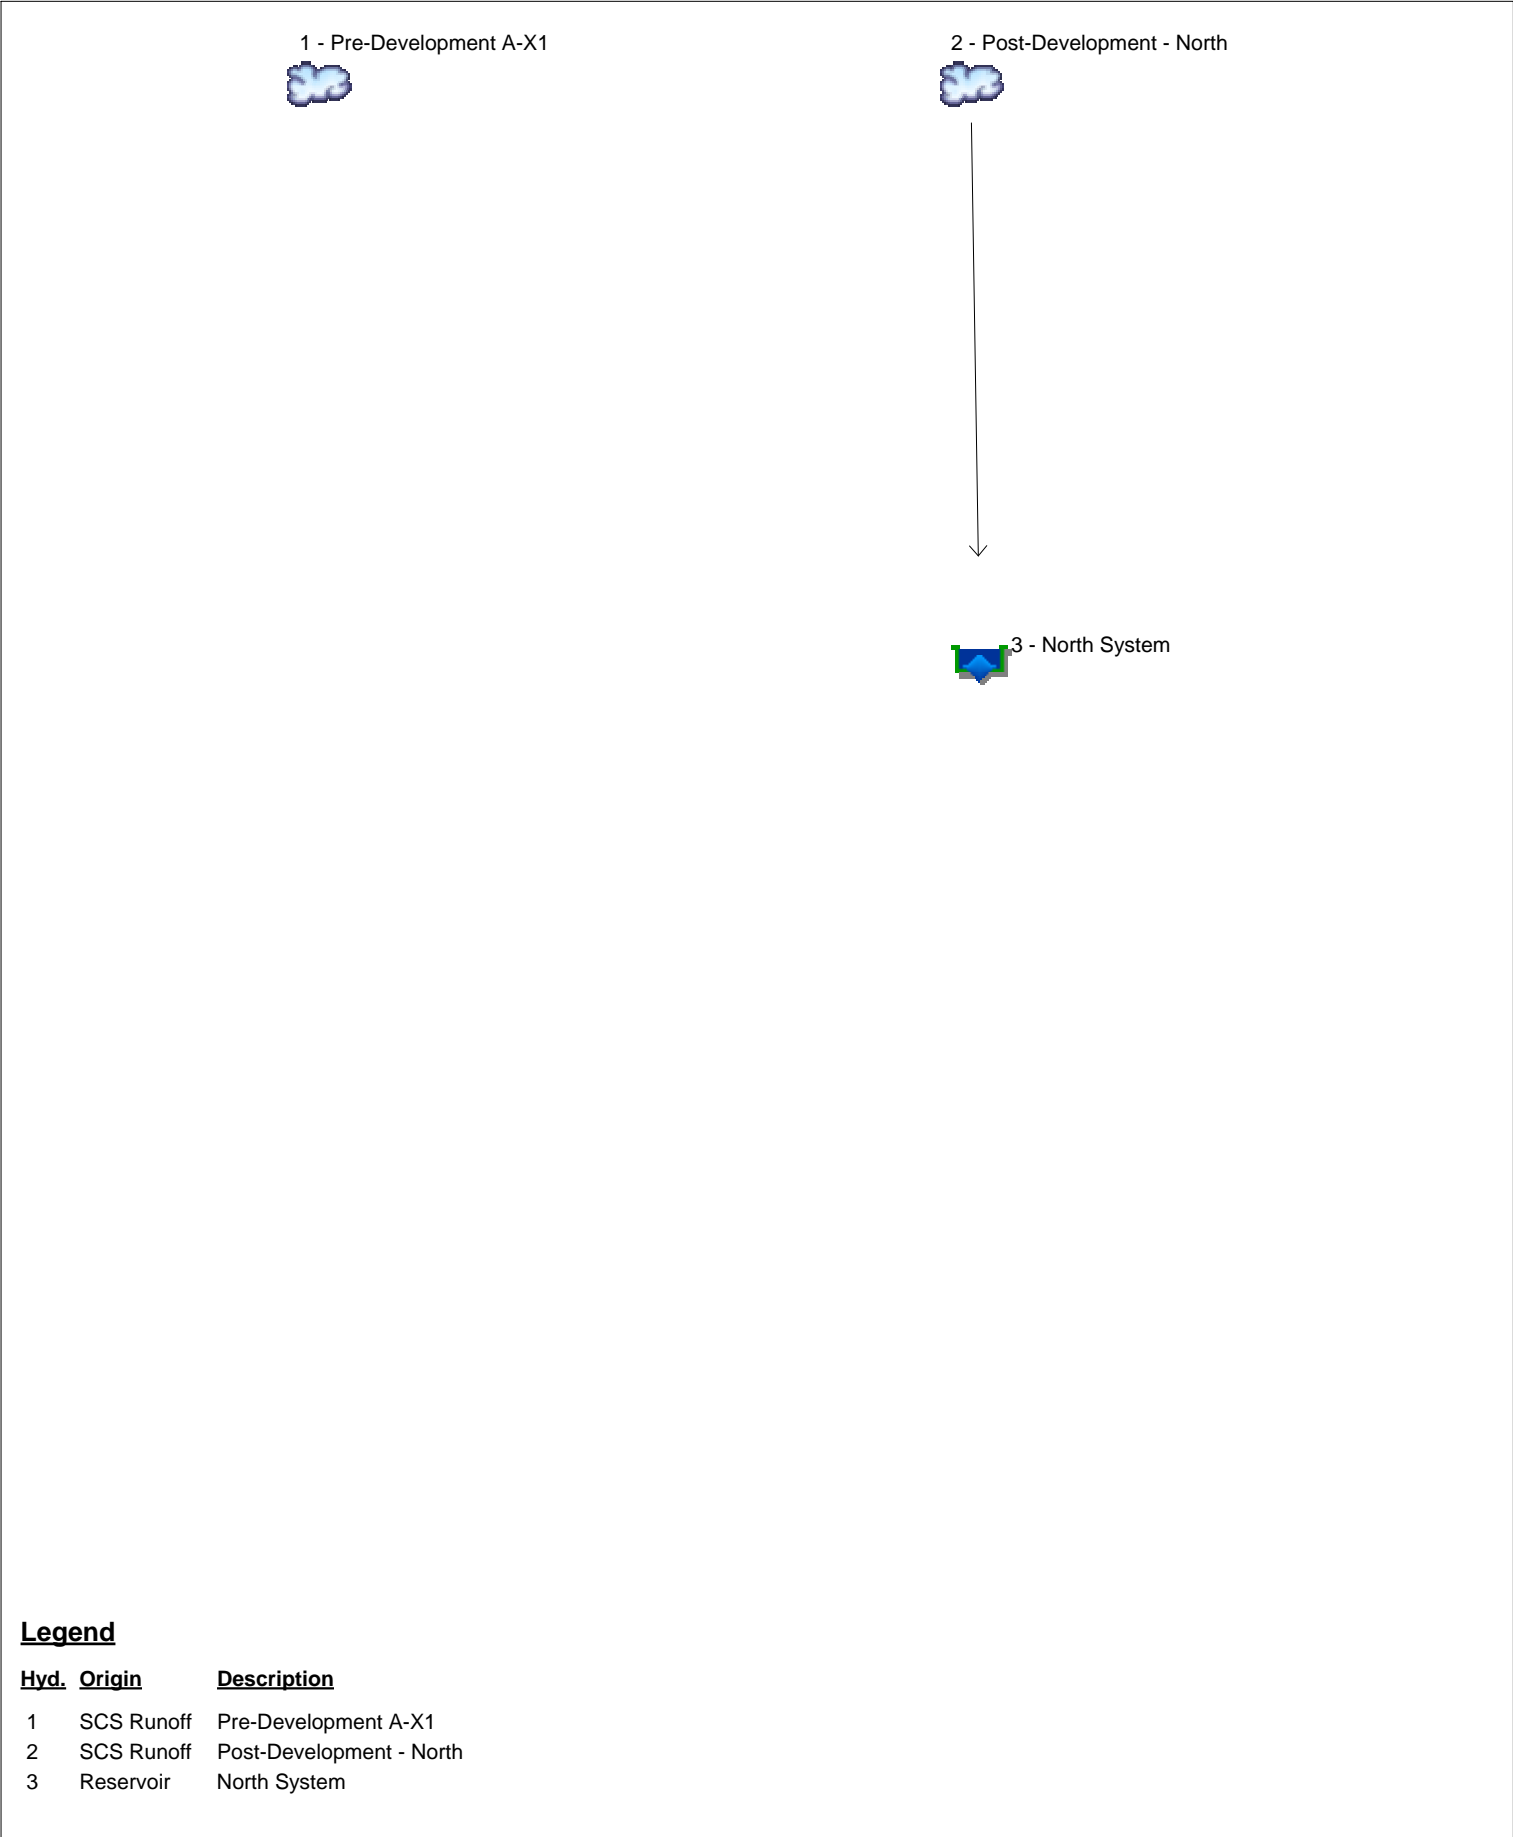 1 - Pre-Development A-X1
2 - Post-Development - North
3 - North System
Legend
Hyd. Origin Description
1 SCS Runoff Pre-Development A-X1
2 SCS Runoff Post-Development - North
3 Reservoir North System